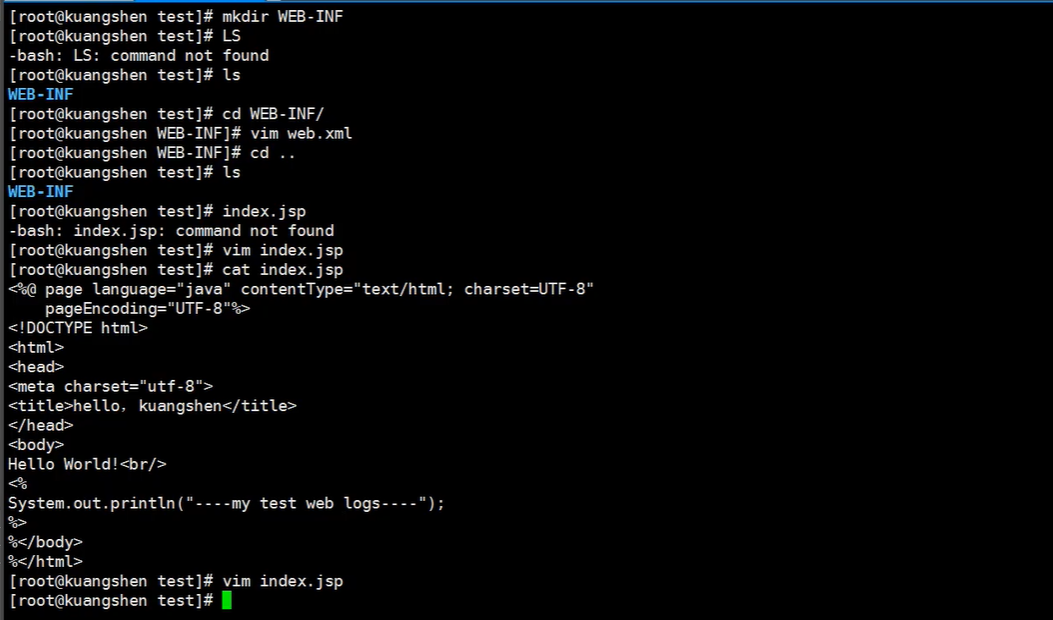 [root@kuangshen test]# mkdir WEB-INF
[root@kuangshen test]# LS
-bash: LS: command not found
[root@kuangshen test]# ls
WEB-INF
[root@kuangshen test]# cd WEB-INF/
[root@kuangshen WEB-INF]# vim web.xml
[root@kuangshen WEB-INF]# cd ..
[root@kuangshen test]# ls
WEB-INF
[root@kuangshen test]# index.jsp
-bash: index.jsp: command not found
[root@kuangshen test]# vim index.jsp
[root@kuangshen test]# cat index.jsp
<%@ page language="java" contentType="text/html; charset=UTF-8"
    pageEncoding="UTF-8"%>
<!DOCTYPE html>
<html>
<head>
<meta charset="utf-8">
<title>hello，kuangshen</title>
</head>
<body>
Hello World!<br/>
<%
System.out.println("----my test web logs----");
%>
%</body>
%</html>
[root@kuangshen test]# vim index.jsp
[root@kuangshen test]#